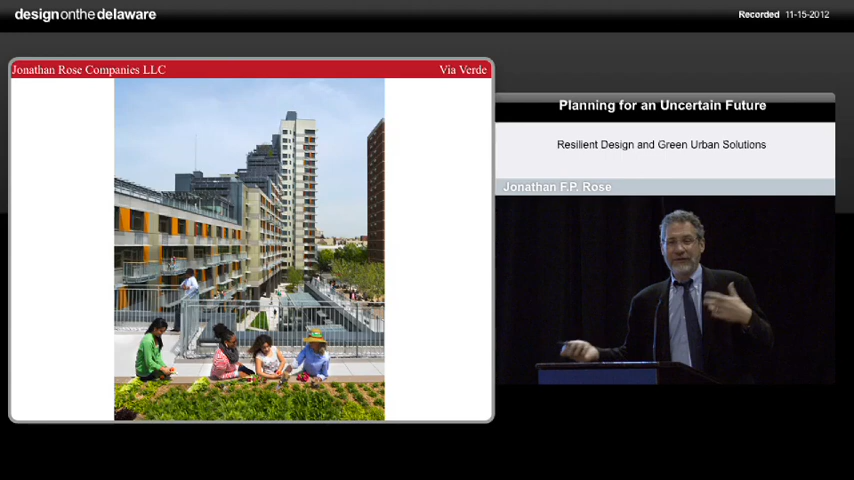 designonthedelaware
Recorded 11-15-2012
Jonathan Rose Companies LLC Via Verde
Planning for an Uncertain Future
Resilient Design and Green Urban Solutions
Jonathan F.P. Rose